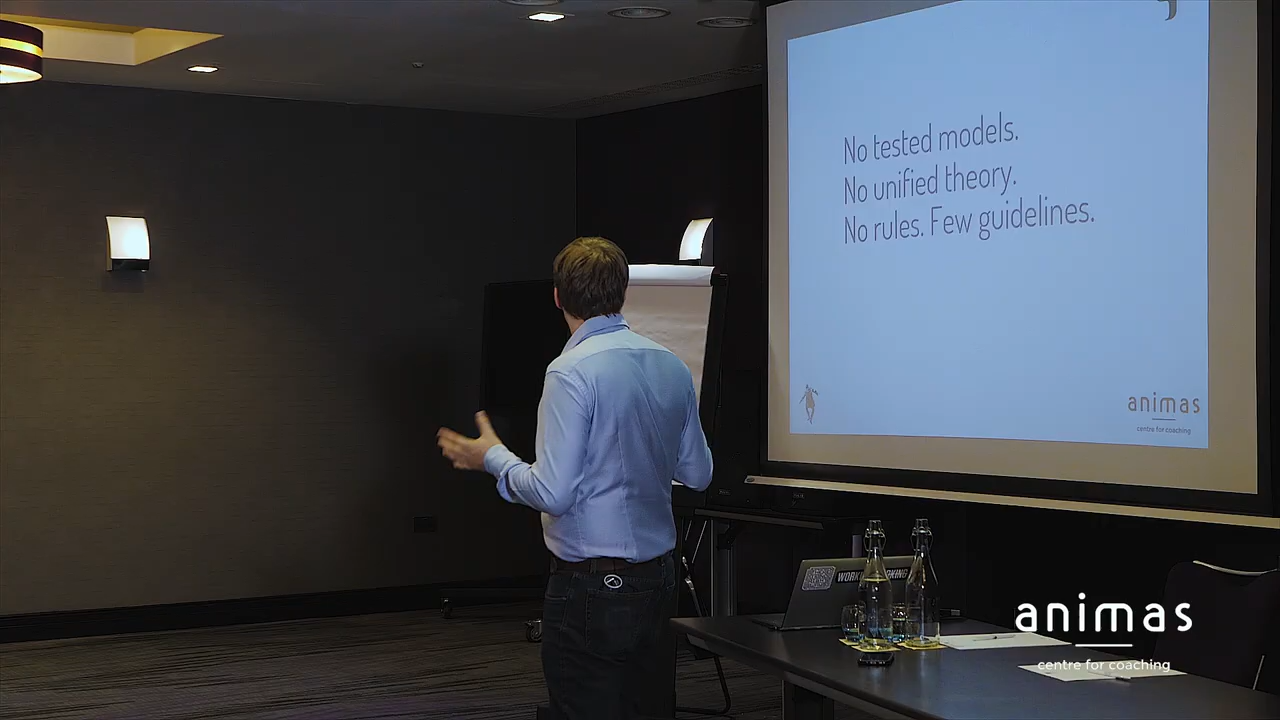 No tested models.
No unified theory.
No rules. Few guidelines.
animas
centre for coaching
animas
centre for coaching